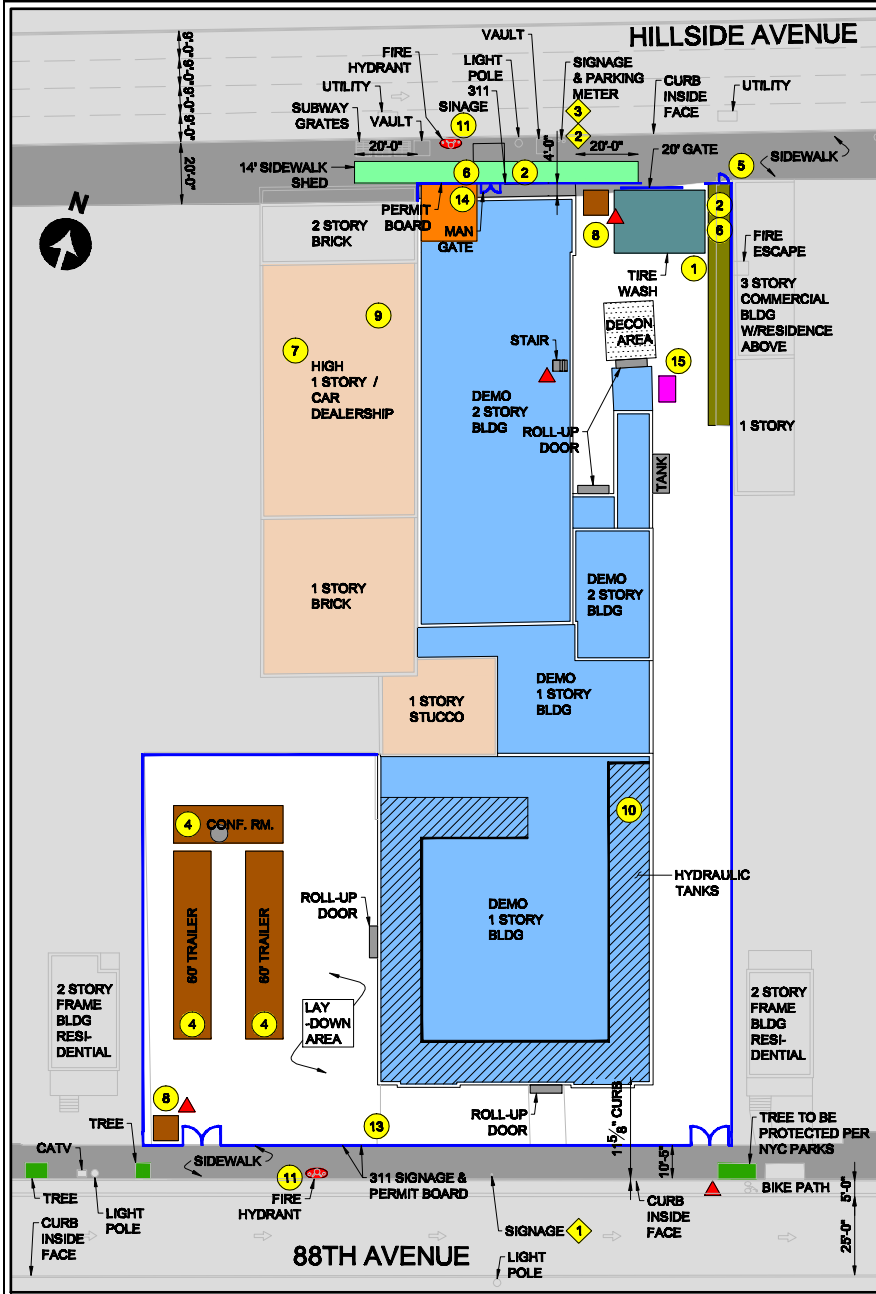 HILLSIDE AVENUE
VAULT
FIRE
HYDRANT
LIGHT
POLE
311
SINAGE
SIGNAGE
& PARKING
METER
CURB
INSIDE
FACE
UTILITY
UTILITY
SUBWAY
GRATES
VAULT
9'-0"
9'-0"
9'-0"
9'-0"
11
3
2
20'-0"
20'-0"
20'-0"
4'-0"
20' GATE
5
SIDEWALK
14' SIDEWALK
SHED
6
2
N
PERMIT
BOARD
14
MAN
GATE
2 STORY
BRICK
8
2
6
1
TIRE
WASH
FIRE
ESCAPE
3 STORY
COMMERCIAL
BLDG
W/RESIDENCE
ABOVE
9
7
HIGH
1 STORY /
CAR
DEALERSHIP
STAIR
DECON
AREA
15
DEMO
2 STORY
BLDG
ROLL-UP
DOOR
1 STORY
TANK
1 STORY
BRICK
DEMO
2 STORY
BLDG
DEMO
1 STORY
BLDG
1 STORY
STUCCO
4
CONF. RM.
10
HYDRAULIC
TANKS
ROLL-UP
DOOR
DEMO
1 STORY
BLDG
60' TRAILER
60' TRAILER
4
4
LAY
-DOWN
AREA
2 STORY
FRAME
BLDG
RESI-
DENTIAL
2 STORY
FRAME
BLDG
RESI-
DENTIAL
8
13
ROLL-UP
DOOR
11 5/8" CURB
TREE
CATV
SIDEWALK
10'-5"
TREE TO BE
PROTECTED PER
NYC PARKS
TREE
LIGHT
POLE
11
FIRE
HYDRANT
311 SIGNAGE &
PERMIT BOARD
BIKE PATH
5'-0"
CURB
INSIDE
FACE
CURB
INSIDE
FACE
25'-0"
SIGNAGE
1
88TH AVENUE
LIGHT
POLE